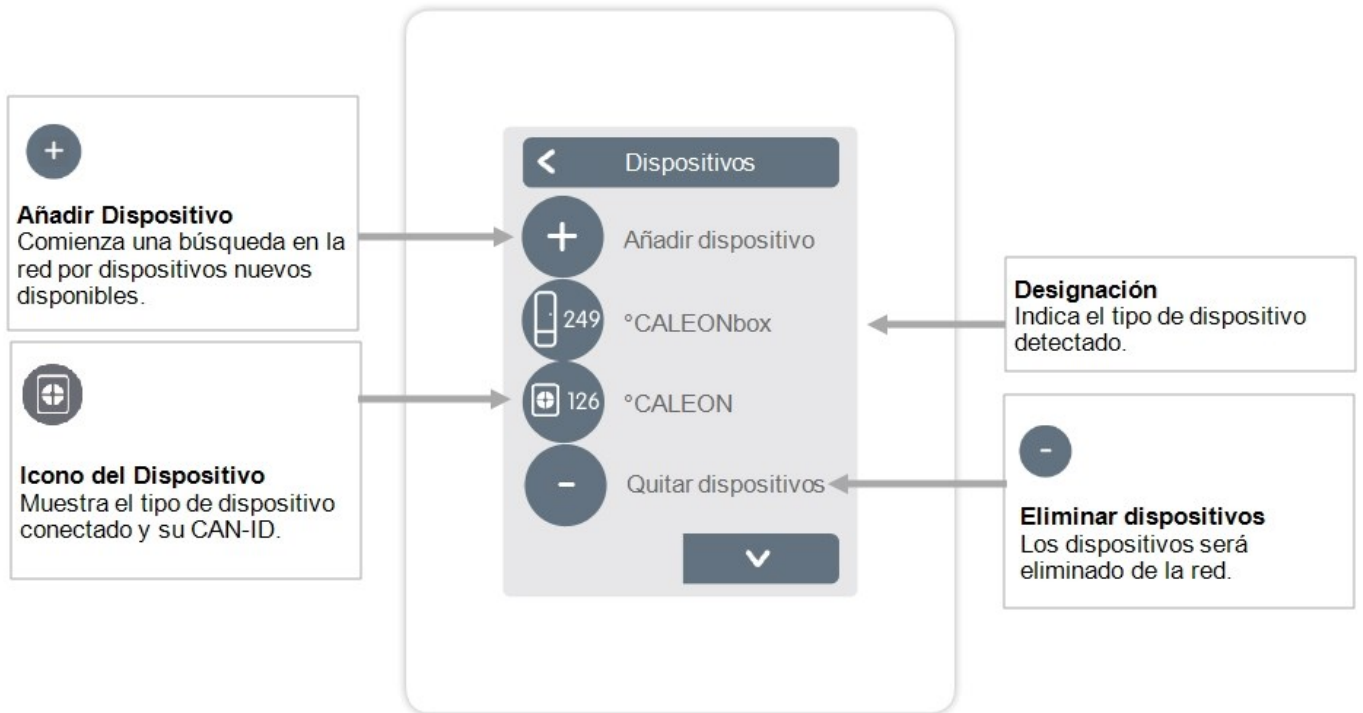 +
Añadir Dispositivo
Comienza una búsqueda en la
red por dispositivos nuevos
disponibles.
Icono del Dispositivo
Muestra el tipo de dispositivo
conectado y su CAN-ID.
< Dispositivos
+ Añadir dispositivo
249 °CALEONbox
126 °CALEON
- Quitar dispositivos
Designación
Indica el tipo de dispositivo
detectado.
-
Eliminar dispositivos
Los dispositivos será
eliminado de la red.